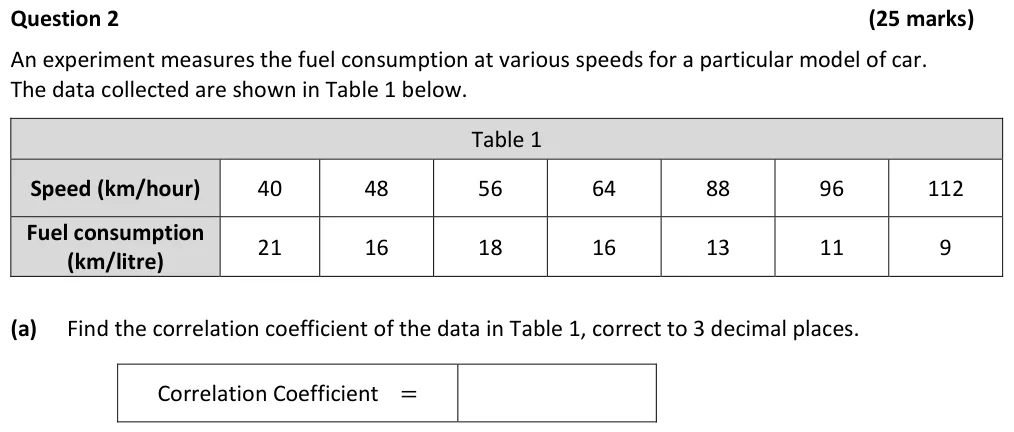 Question 2 (25 marks)
An experiment measures the fuel consumption at various speeds for a particular model of car.
The data collected are shown in Table 1 below.
Table 1
Speed (km/hour) 40 48 56 64 88 96 112
Fuel consumption
(km/litre) 21 16 18 16 13 11 9
(a) Find the correlation coefficient of the data in Table 1, correct to 3 decimal places.
Correlation Coefficient =